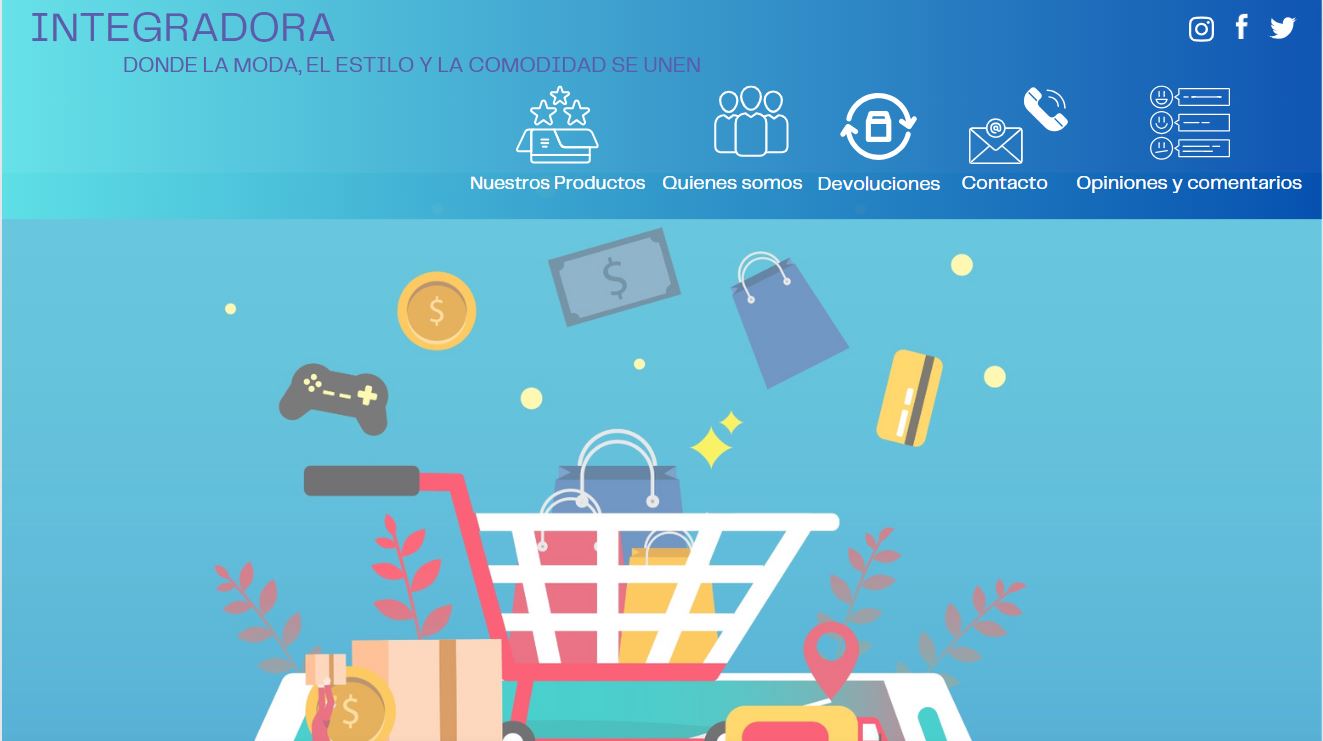 INTEGRADORA
DONDE LA MODA, EL ESTILO Y LA COMODIDAD SE UNEN
Nuestros Productos
Quienes somos
Devoluciones
Contacto
Opiniones y comentarios
$
$
$